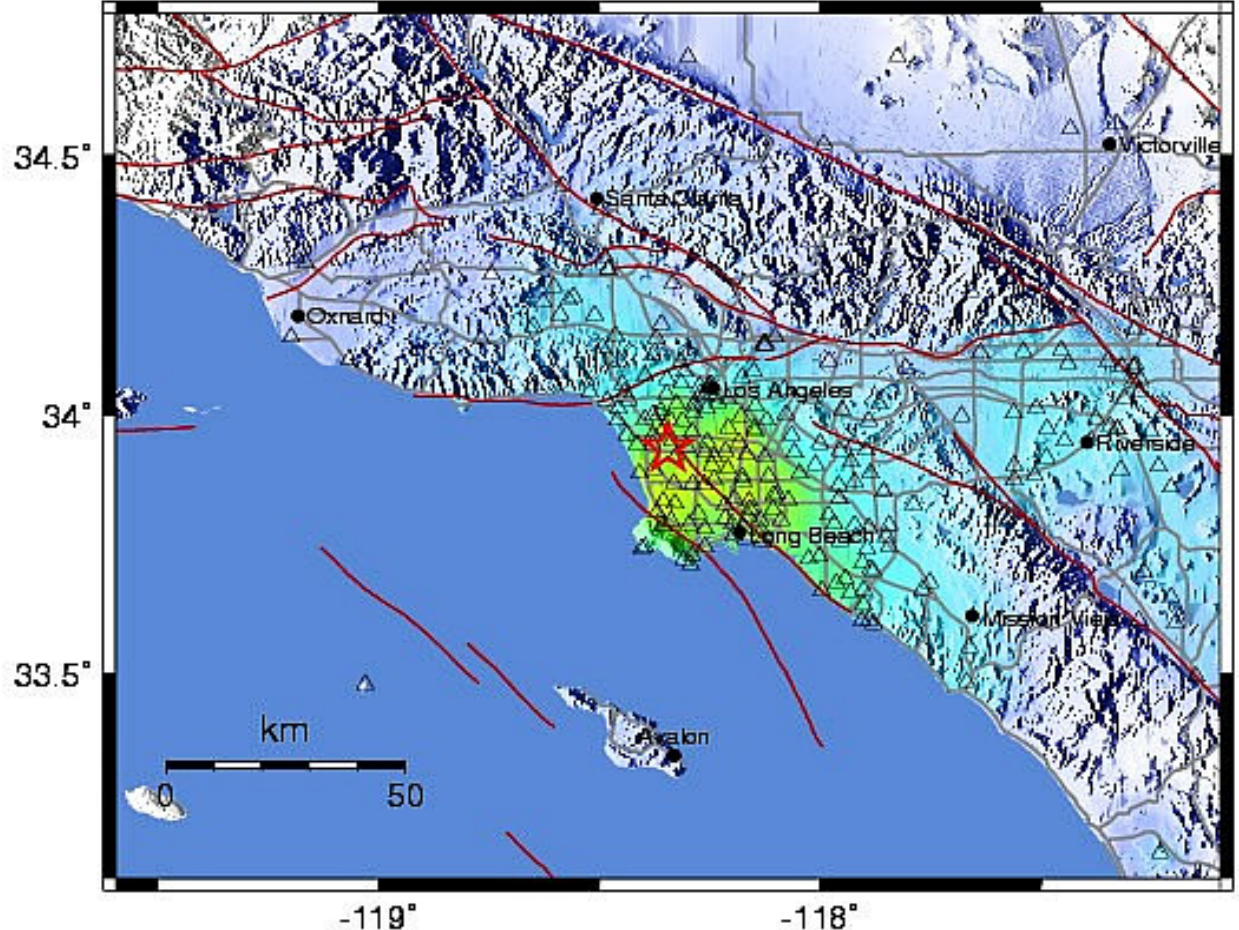 34.5°
Victorville
Santa Clarita
Oxnard
Los Angeles
34°
Riverside
Long Beach
Mission Viejo
33.5°
km
Avalon
0 50
-119° -118°